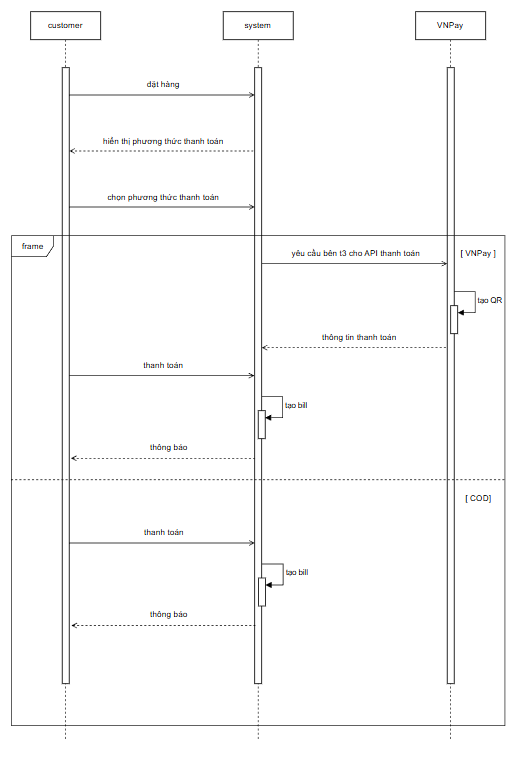 customer
system
VNPay
dặt hàng
hiển thị phương thức thanh toán
chọn phương thức thanh toán
frame
yêu cầu bên t3 cho API thanh toán
[ VNPay ]
tạo QR
thông tin thanh toán
thanh toán
tạo bill
thông báo
[ COD]
thanh toán
tạo bill
thông báo